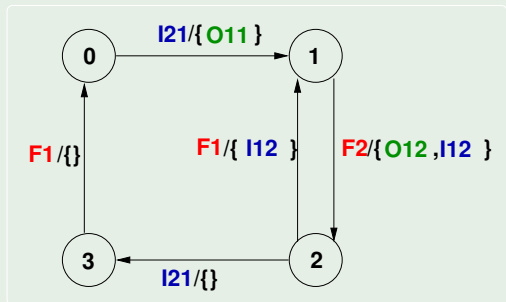 I21/{O11 }
0
1
F1/{}
F1/{ I12 }
F2/{O12 ,I12 }
3
2
I21/{}